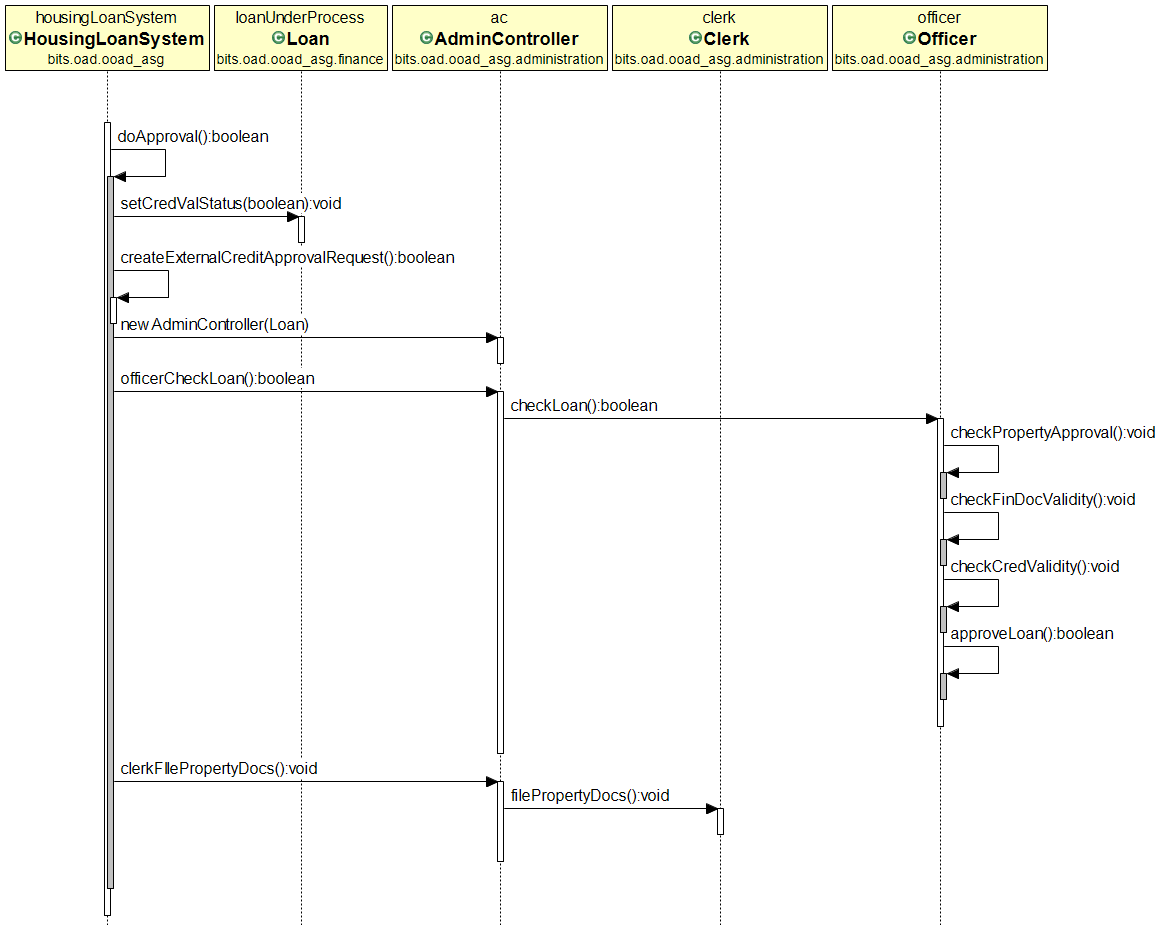 housingLoanSystem
HousingLoanSystem
bits.oad.ooad_asg
loanUnderProcess
Loan
bits.oad.ooad_asg.finance
ac
AdminController
bits.oad.ooad_asg.administration
clerk
Clerk
bits.oad.ooad_asg.administration
officer
Officer
bits.oad.ooad_asg.administration
doApproval():boolean
setCredValStatus(boolean):void
createExternalCreditApprovalRequest():boolean
new AdminController(Loan)
officerCheckLoan():boolean
checkLoan():boolean
checkPropertyApproval():void
checkFinDocValidity():void
checkCredValidity():void
approveLoan():boolean
clerkFIlePropertyDocs():void
filePropertyDocs():void